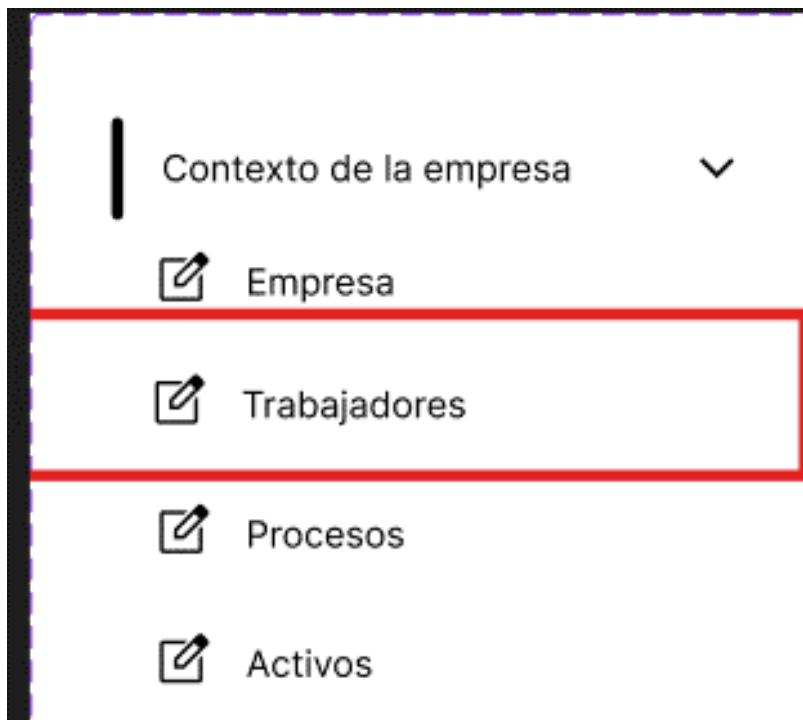 Contexto de la empresa
Empresa
Trabajadores
Procesos
Activos